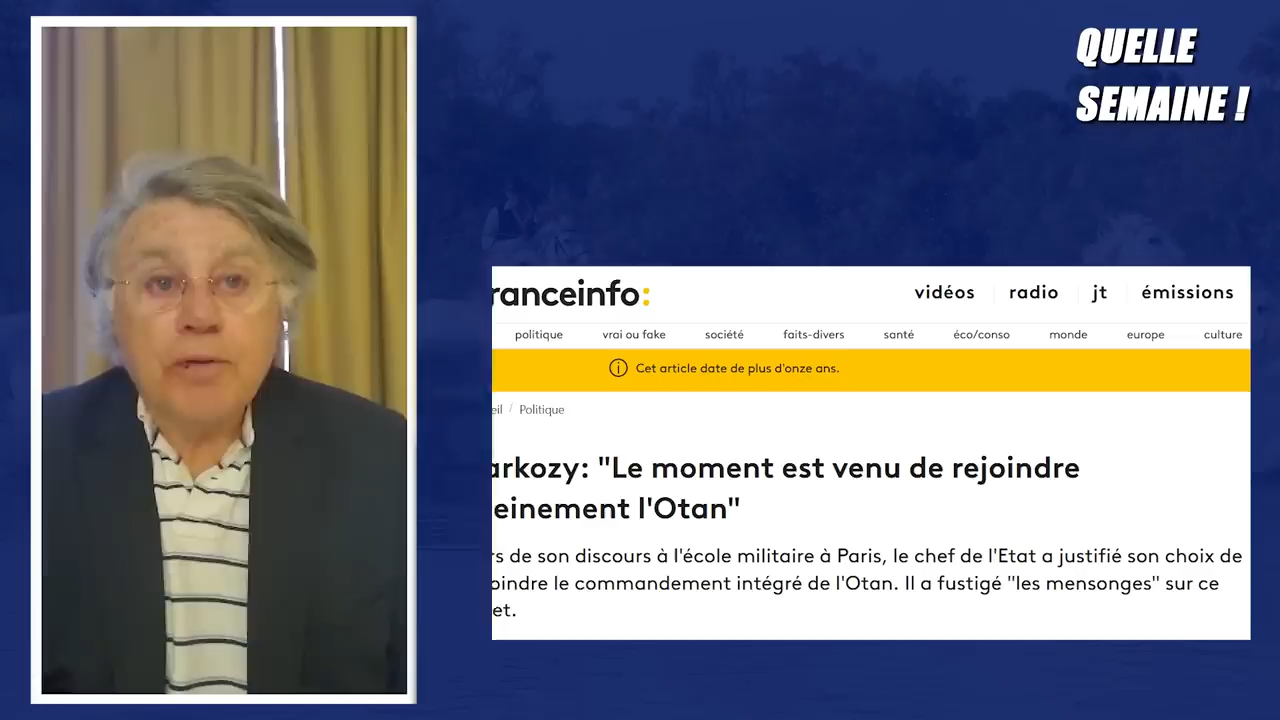 QUELLE
SEMAINE !
ranceinfo:
vidéos radio jt émissions
politique vrai ou fake société faits-divers santé éco/conso monde europe culture
Cet article date de plus d'onze ans.
eil / Politique
arkozy: "Le moment est venu de rejoindre
einement l'Otan"
rs de son discours à l'école militaire à Paris, le chef de l'Etat a justifié son choix de
oindre le commandement intégré de l'Otan. Il a fustigé "les mensonges" sur ce
et.